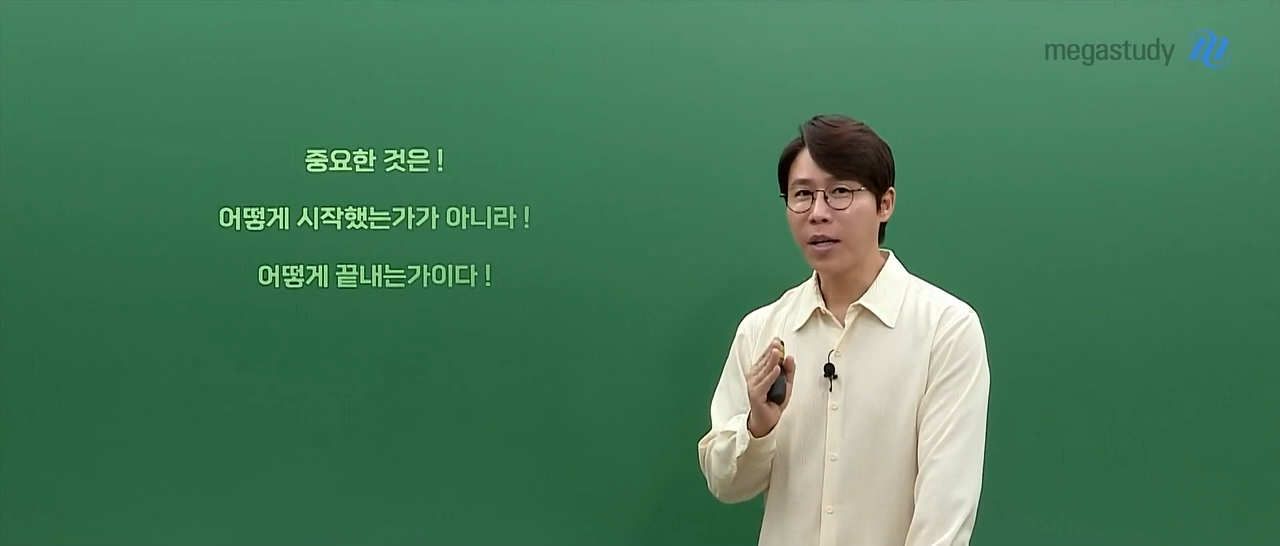 megastudy
중요한 것은 !
어떻게 시작했는가가 아니라 !
어떻게 끝내는가이다 !